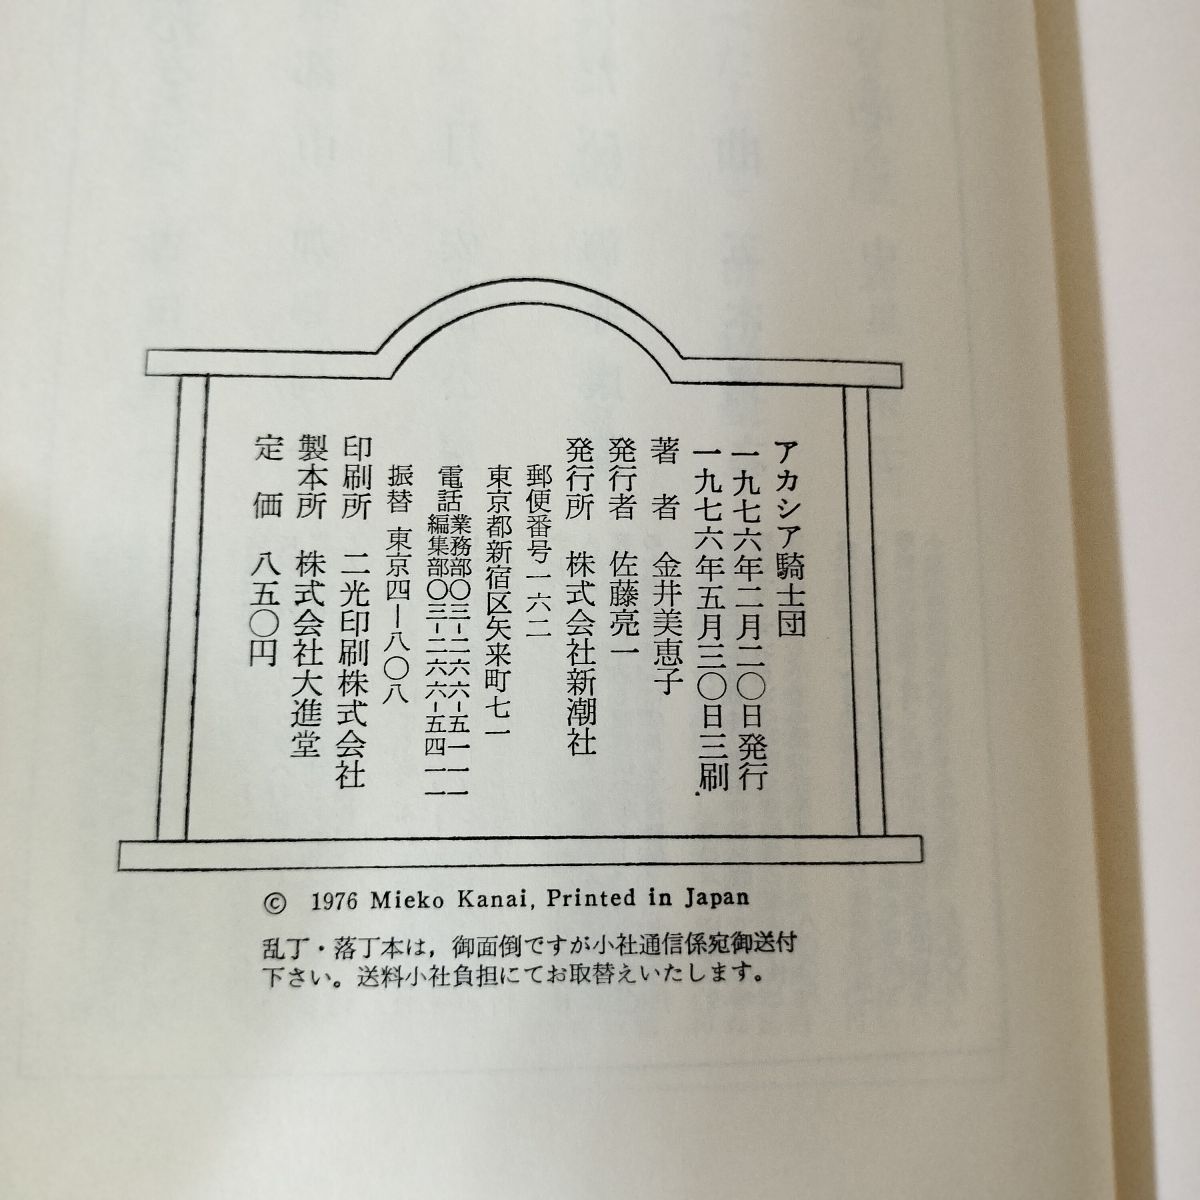 アカシア騎士団
一九七六年二月二〇日発行
一九七六年五月三〇日三刷
著者 金井美恵子
発行者 佐藤亮一
発行所 株式会社新潮社
郵便番号一六二
東京都新宿区矢来町七一
電話 業務部〇三-二六六-五一一一
編集部〇三-二六六-五四一一
振替 東京四―八〇八
印刷所 二光印刷株式会社
製本所 株式会社大進堂
定価 八五〇円
© 1976 Mieko Kanai, Printed in Japan
乱丁・落丁本は，御面倒ですが小社通信係宛御送付
下さい。送料小社負担にてお取替えいたします。